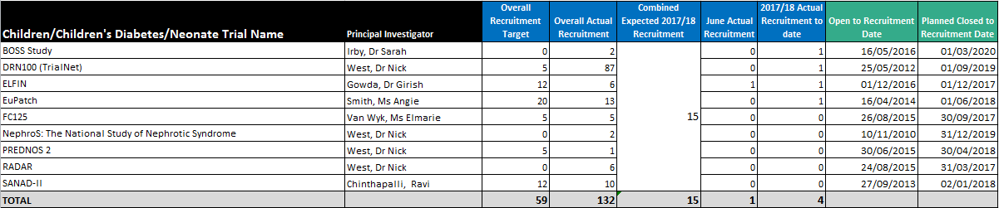 Children/Children's Diabetes/Neonate Trial Name Principal Investigator Overall Recruitment Target Overall Actual Recruitment Combined Expected 2017/18 Recruitment June Actual Recruitment 2017/18 Actual Recruitment to date Open to Recruitment Date Planned Closed to Recruitment Date
BOSS Study Irby, Dr Sarah 0 2 0 1 16/05/2016 01/03/2020
DRN100 (TrialNet) West, Dr Nick 5 87 0 1 25/05/2012 01/09/2019
ELFIN Gowda, Dr Girish 12 6 1 1 01/12/2016 01/12/2017
EuPatch Smith, Ms Angie 20 13 0 1 16/04/2014 01/06/2018
FC125 Van Wyk, Ms Elmarie 5 5 15 0 0 26/08/2015 30/09/2017
NephroS: The National Study of Nephrotic Syndrome West, Dr Nick 0 2 0 0 10/11/2010 31/12/2019
PREDNOS 2 West, Dr Nick 5 1 0 0 30/06/2015 30/04/2018
RADAR West, Dr Nick 0 6 0 0 24/08/2015 31/03/2017
SANAD-II Chinthapalli, Ravi 12 10 0 0 27/09/2013 02/01/2018
TOTAL 59 132 15 1 4